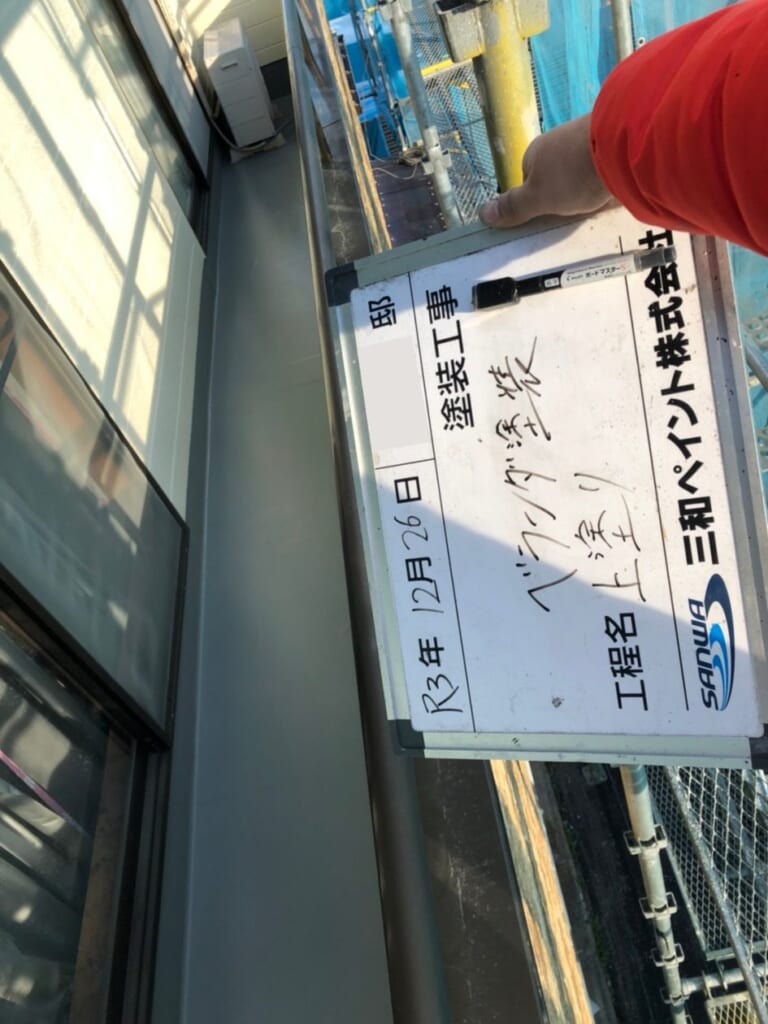 R3年 12月 26日 邸
塗装工事
ボードマスター
ベランダ塗装
工程名 上塗り
SANWA 三和ペイント株式会社